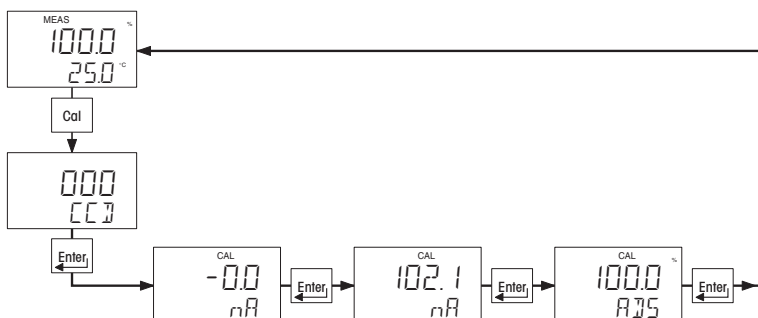 MEAS
%
100.0
25.0 °C
Cal
000
CCD
Enter
CAL
-0.0
nA
Enter
CAL
102.1
nA
Enter
CAL
%
100.0
ADS
Enter